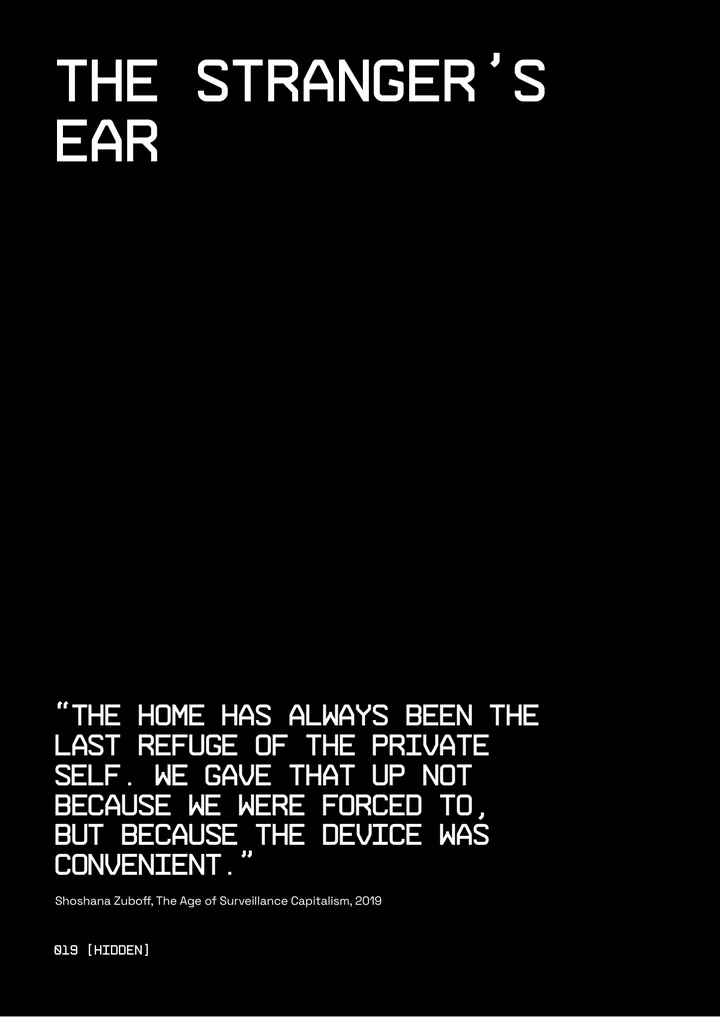 THE STRANGER’S
EAR
“THE HOME HAS ALWAYS BEEN THE
LAST REFUGE OF THE PRIVATE
SELF. WE GAVE THAT UP NOT
BECAUSE WE WERE FORCED TO,
BUT BECAUSE THE DEVICE WAS
CONVENIENT.”
Shoshana Zuboff, The Age of Surveillance Capitalism, 2019
019 [HIDDEN]